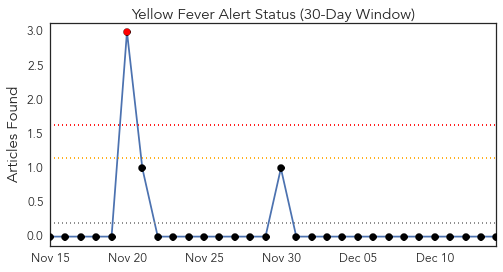 Yellow Fever Alert Status (30-Day Window)
Articles Found
3.0
2.5
2.0
1.5
1.0
0.5
0.0
Nov 15 Nov 20 Nov 25 Nov 30 Dec 05 Dec 10